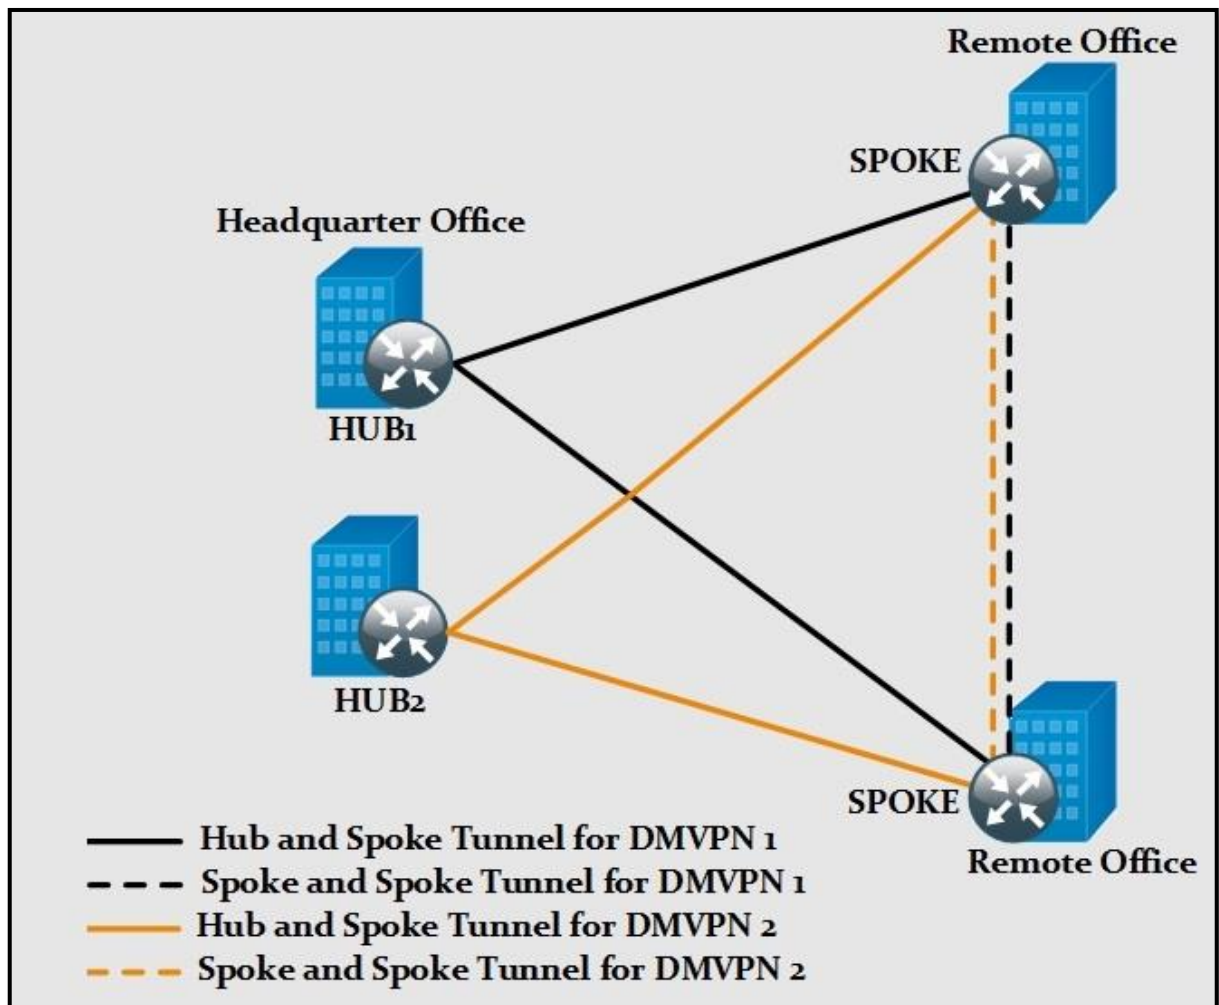 Remote Office
SPOKE
Headquarter Office
HUB1
HUB2
SPOKE
Remote Office
Hub and Spoke Tunnel for DMVPN 1
Spoke and Spoke Tunnel for DMVPN 1
Hub and Spoke Tunnel for DMVPN 2
Spoke and Spoke Tunnel for DMVPN 2